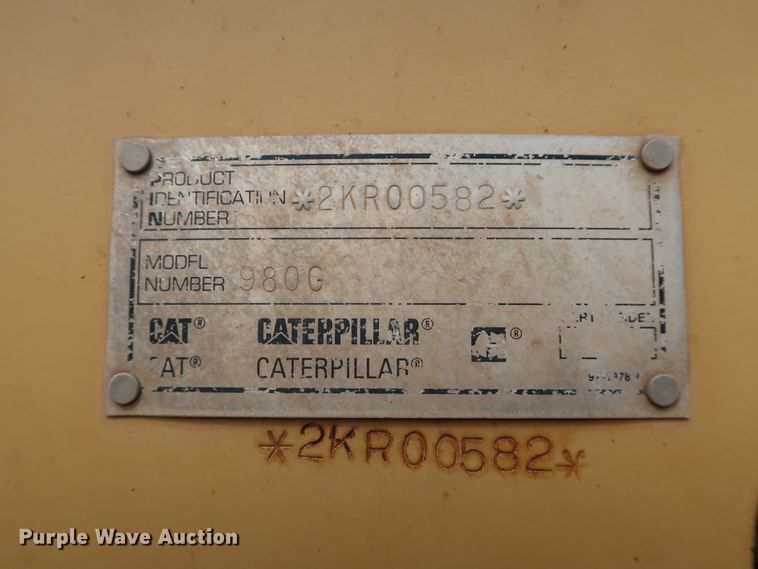 PRODUCT
IDENTIFICATION *2KR00582*
NUMBER
MODEL
NUMBER 980G
CAT® CATERPILLAR® ®
CAT® CATERPILLAR®
*2KR00582*
Purple Wave Auction